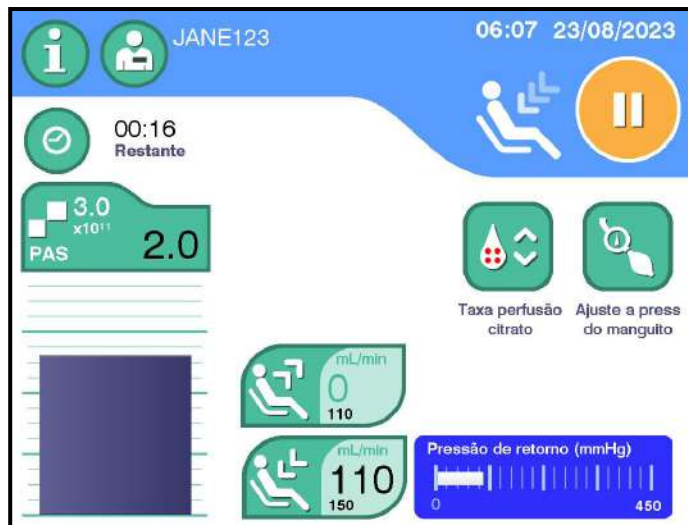 JANE123
06:07 23/08/2023
00:16
Restante
3.0
x10¹¹
PAS
2.0
Taxa perfusão
citrato
Ajuste a press
do manguito
mL/min
0
110
mL/min
110
150
Pressão de retorno (mmHg)
0 450